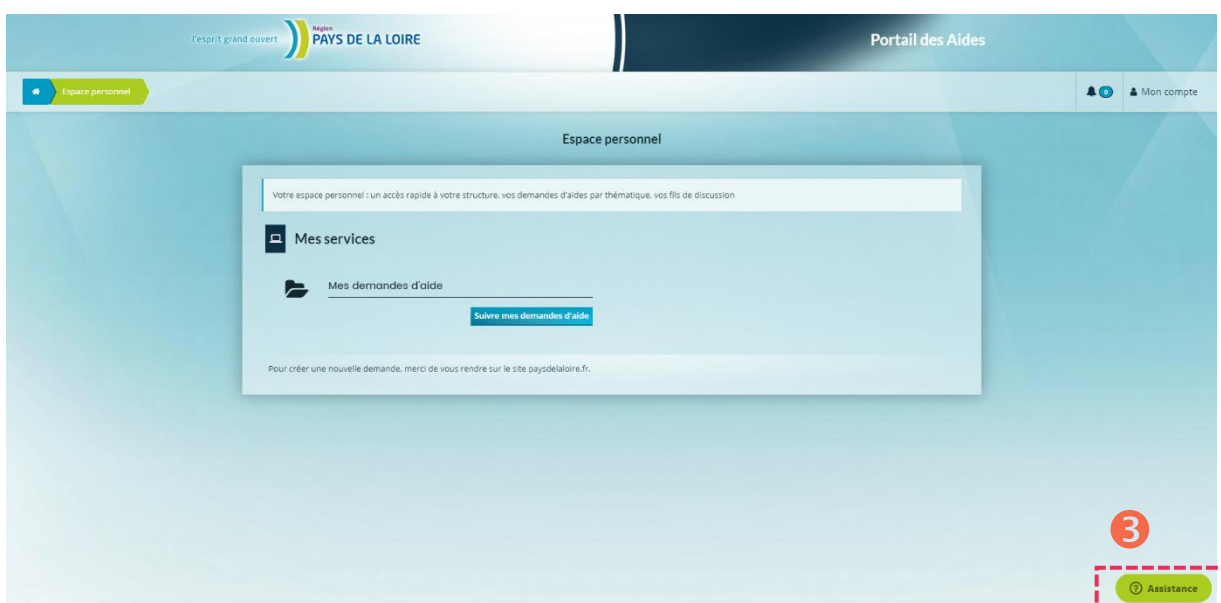 l'esprit grand ouvert
Région
PAYS DE LA LOIRE
Portail des Aides
Espace personnel
0
Mon compte
Espace personnel
Votre espace personnel : un accès rapide à votre structure, vos demandes d'aides par thématique, vos fils de discussion
Mes services
Mes demandes d'aide
Suivre mes demandes d'aide
Pour créer une nouvelle demande, merci de vous rendre sur le site paysdelaloire.fr.
3
? Assistance